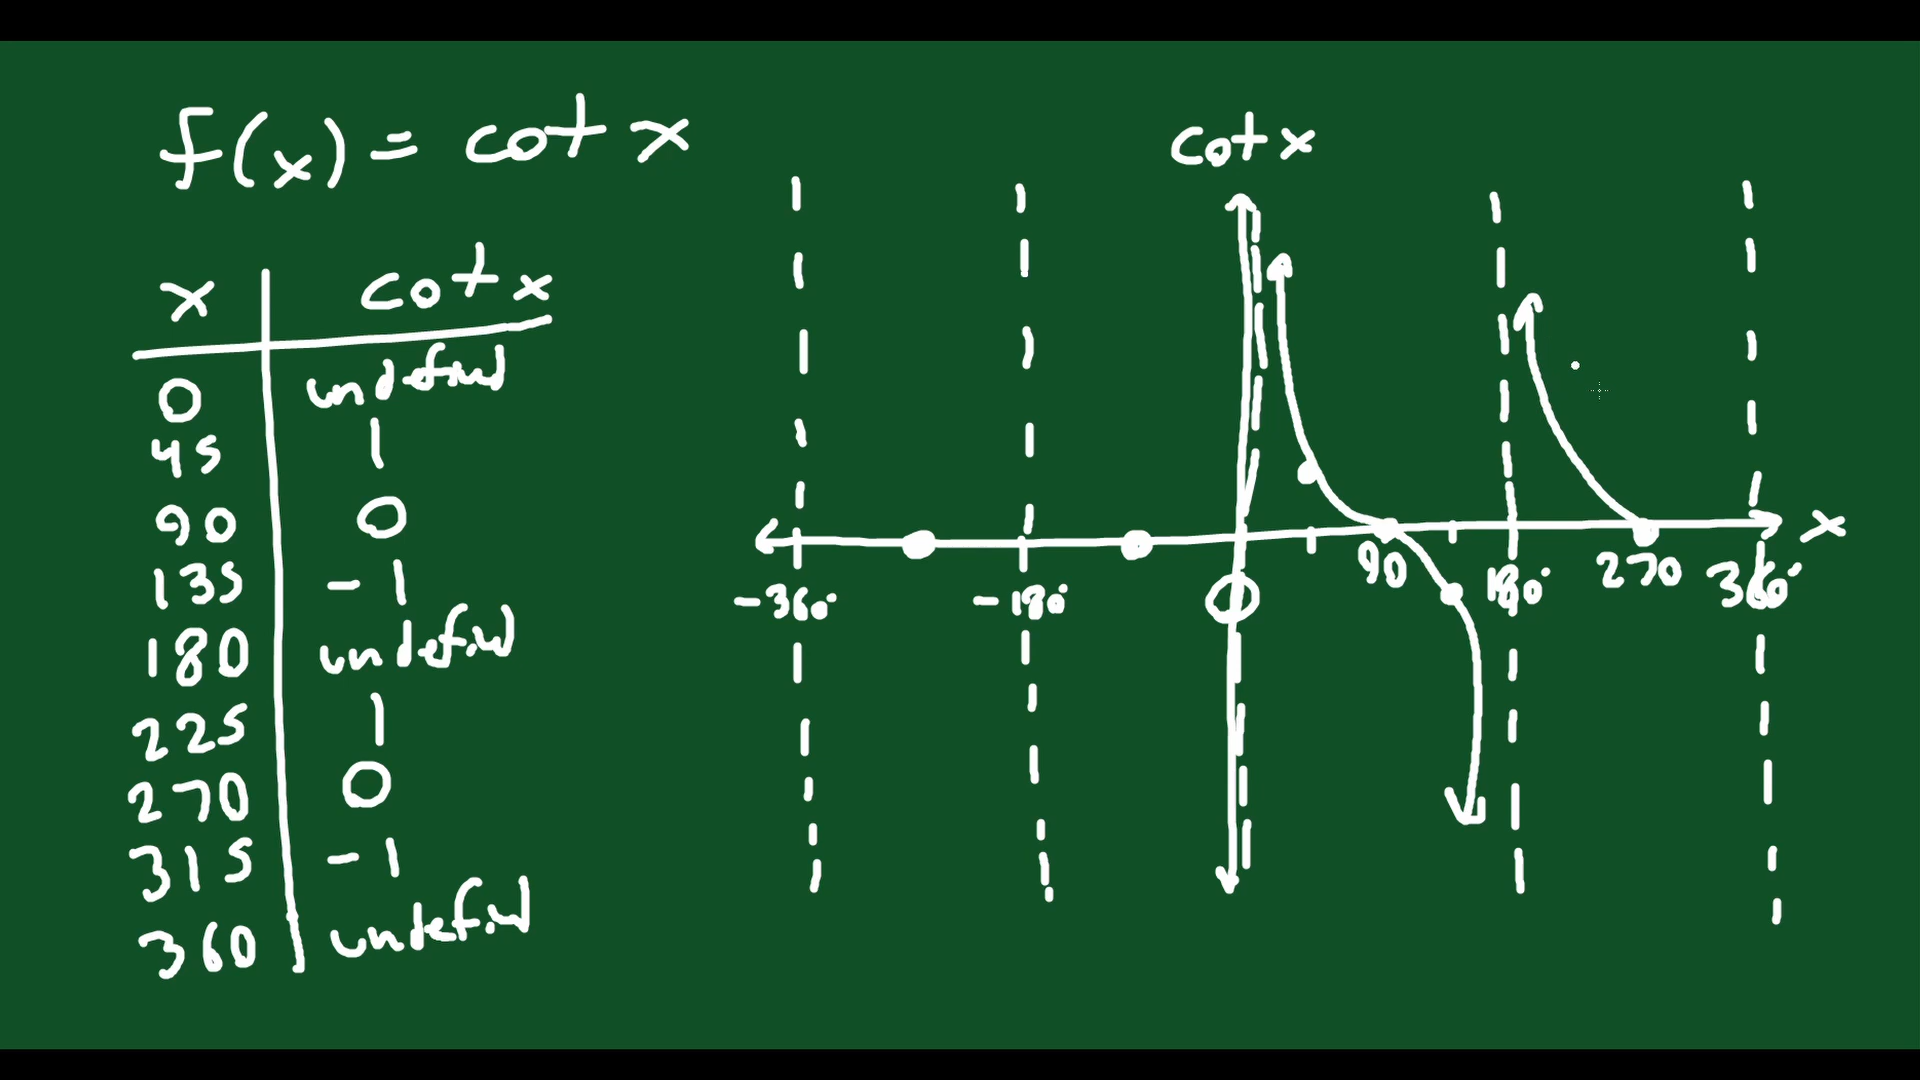 f(x) = cot x
x cot x
0 undefined
45 1
90 0
135 -1
180 undefined
225 1
270 0
315 -1
360 undefined
cot x
x
-360° -180° 0 90 180° 270 360°